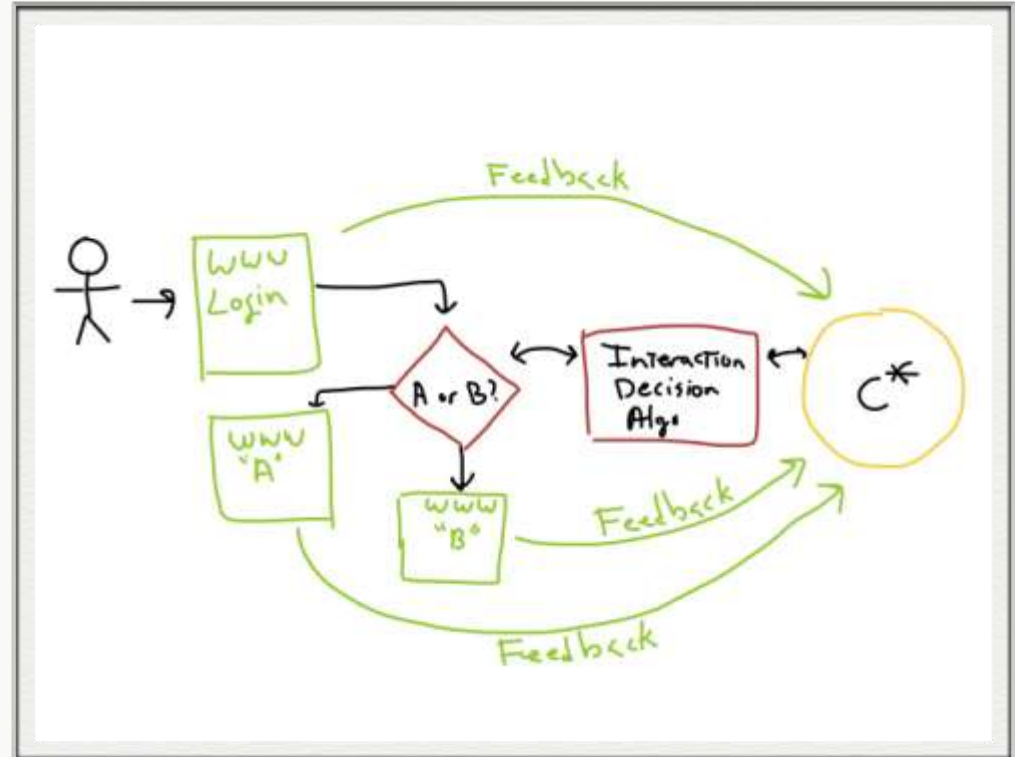 Feedback
WWW
Login
A or B?
Interaction
Decision
Algo
C*
WWW
"A"
WWW
"B"
Feedback
Feedback